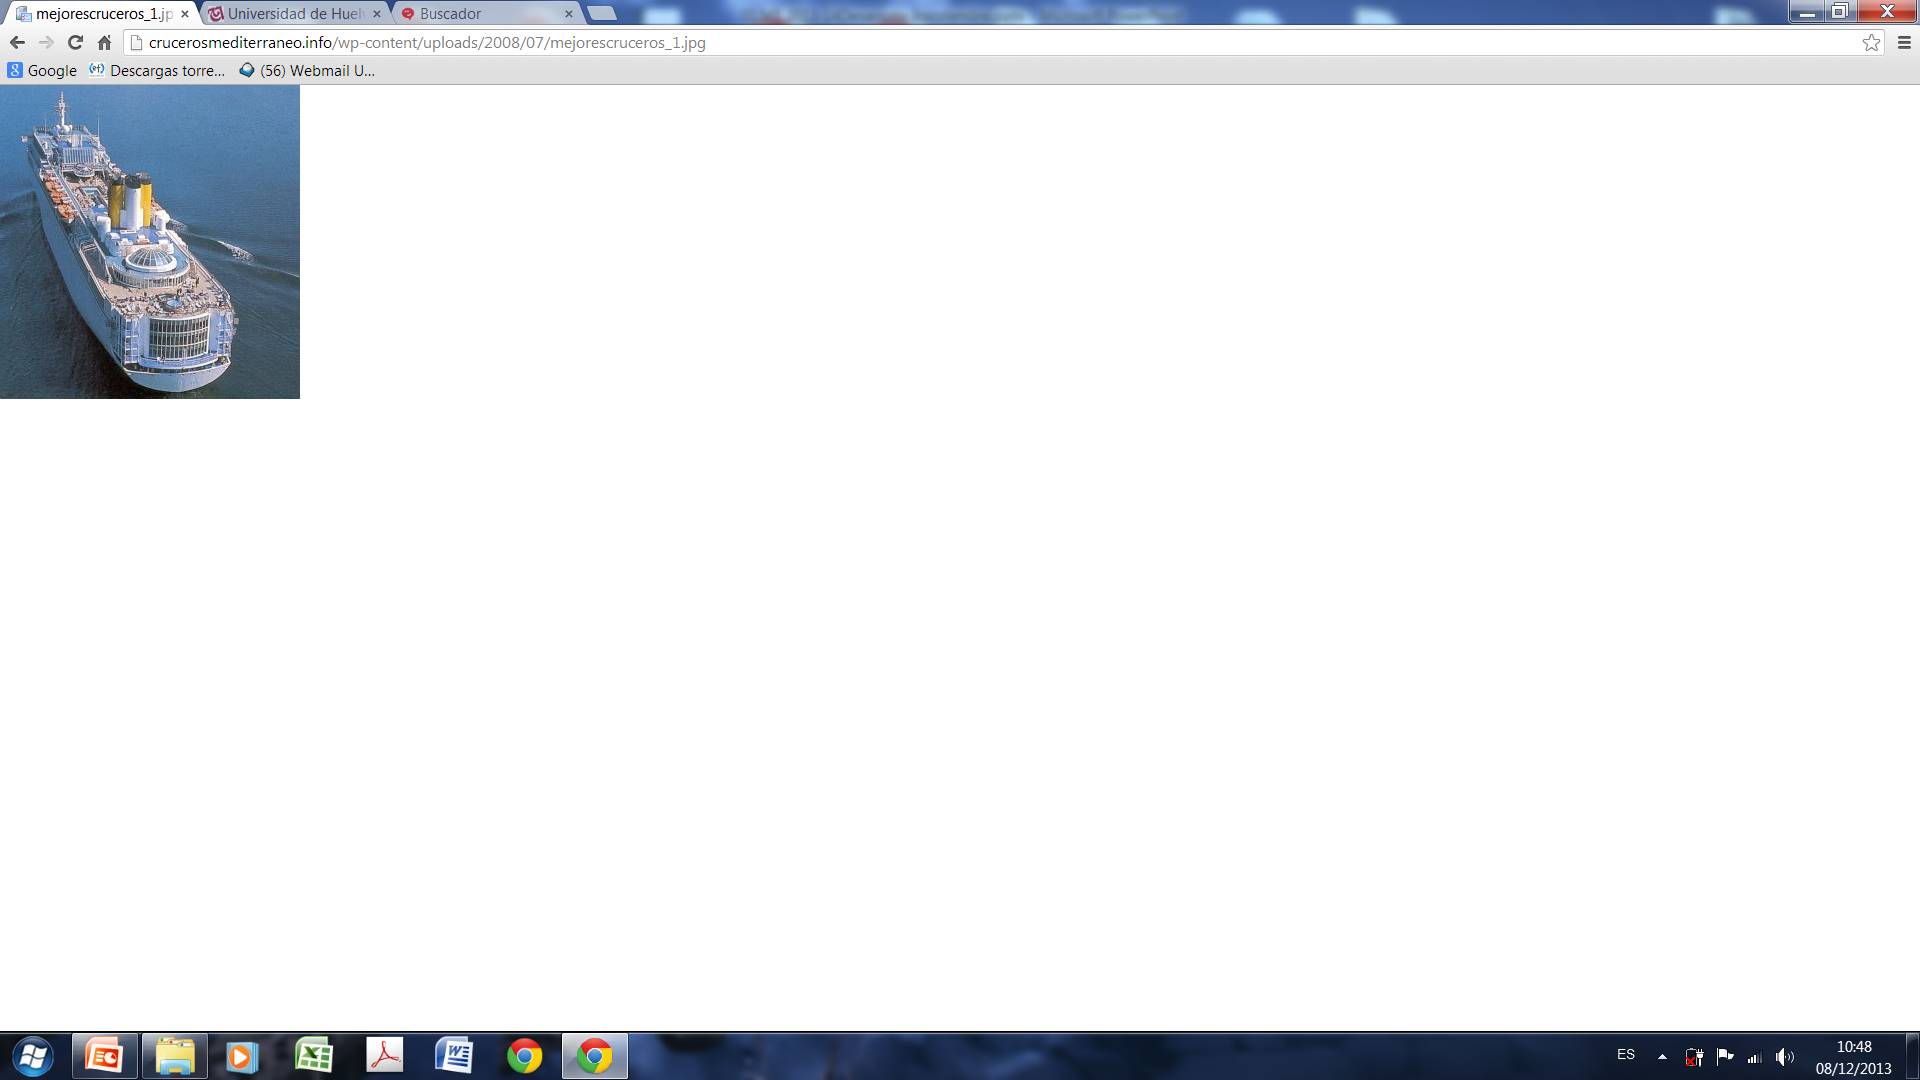 mejorescruceros_1.jp
Universidad de Huelv
Buscador
crucerosmediterraneo.info/wp-content/uploads/2008/07/mejorescruceros_1.jpg
Google
Descargas torre...
(56) Webmail U...
ES
10:48
08/12/2013